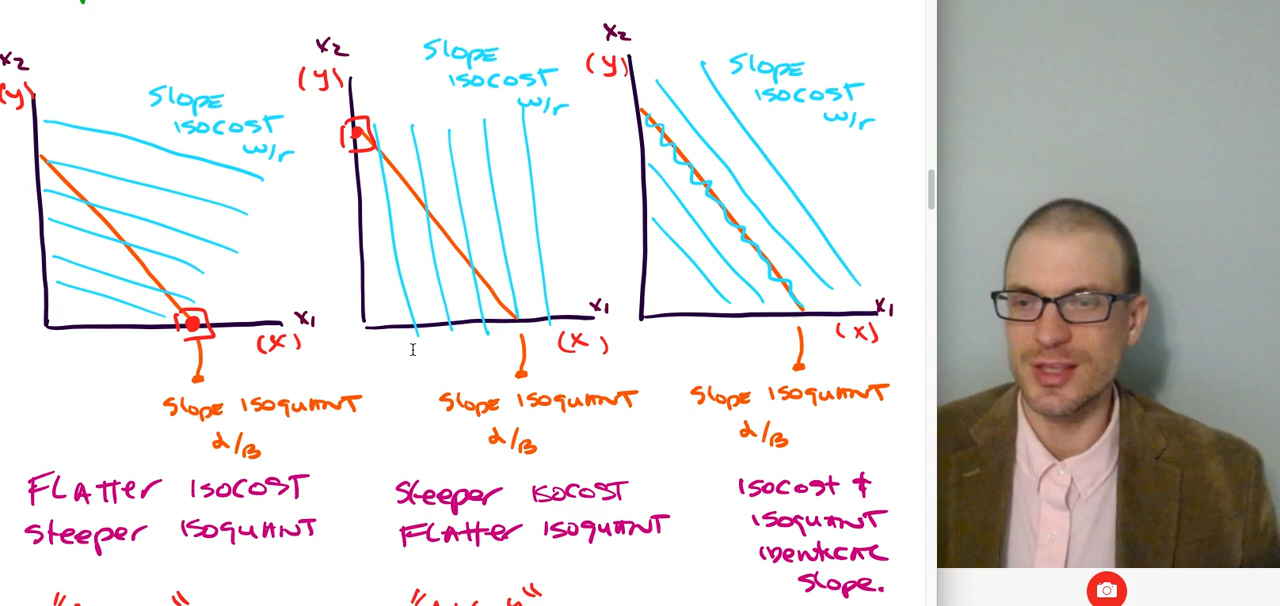 x2
(y)
SLOPE
ISOCOST
w/r
x1
(x)
SLOPE ISOQUANT
α/β
FLATTER ISOCOST
Steeper ISOQUANT
x2
(y)
SLOPE
ISOCOST
w/r
x1
(x)
SLOPE ISOQUANT
α/β
Steeper ISOCOST
FLATTER ISOQUANT
x2
(y)
SLOPE
ISOCOST
w/r
x1
(x)
SLOPE ISOQUANT
α/β
ISOCOST &
ISOQUANT
IDENTICAL
SLOPE.